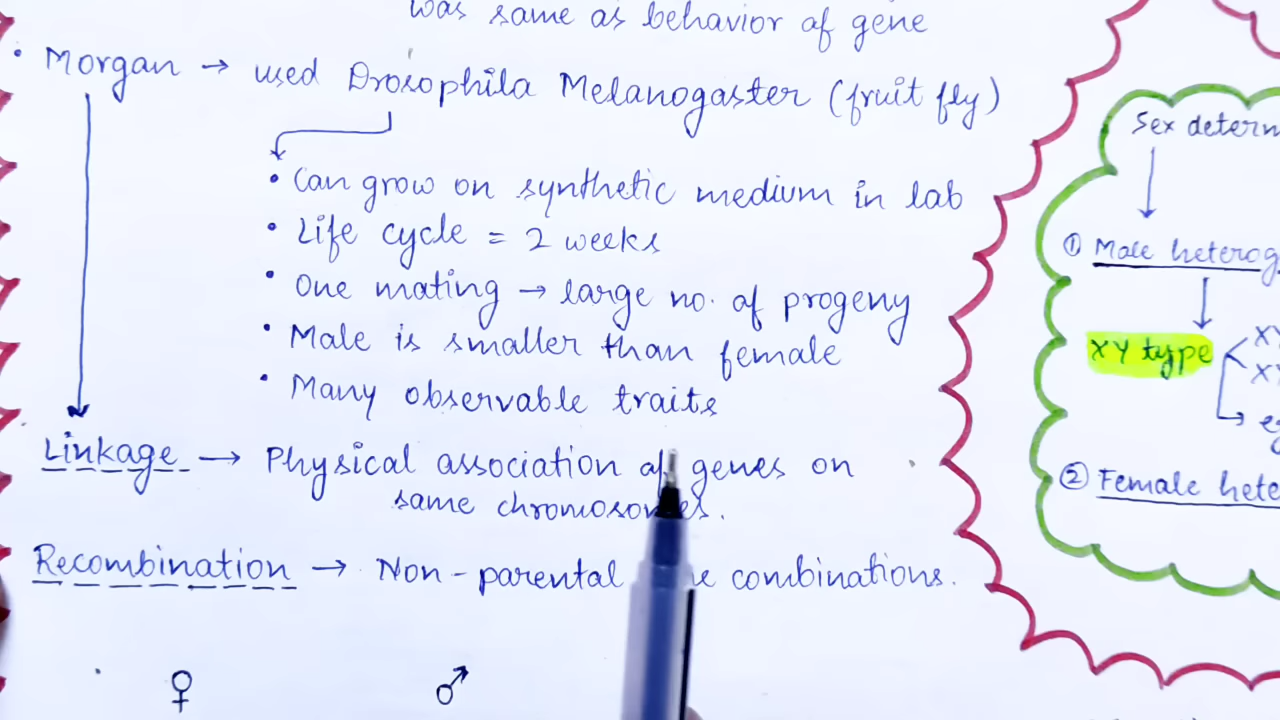 was same as behavior of gene
• Morgan → used Drosophila Melanogaster (fruit fly)
• Can grow on synthetic medium in lab
• Life cycle = 2 weeks
• One mating → large no. of progeny
• Male is smaller than female
• Many observable traits
Linkage → Physical association of genes on
same chromosomes.
Recombination → Non-parental combinations.
♀ ♂
Sex determ
① Male heterog
XY type
XY
XY
eg
② Female hete